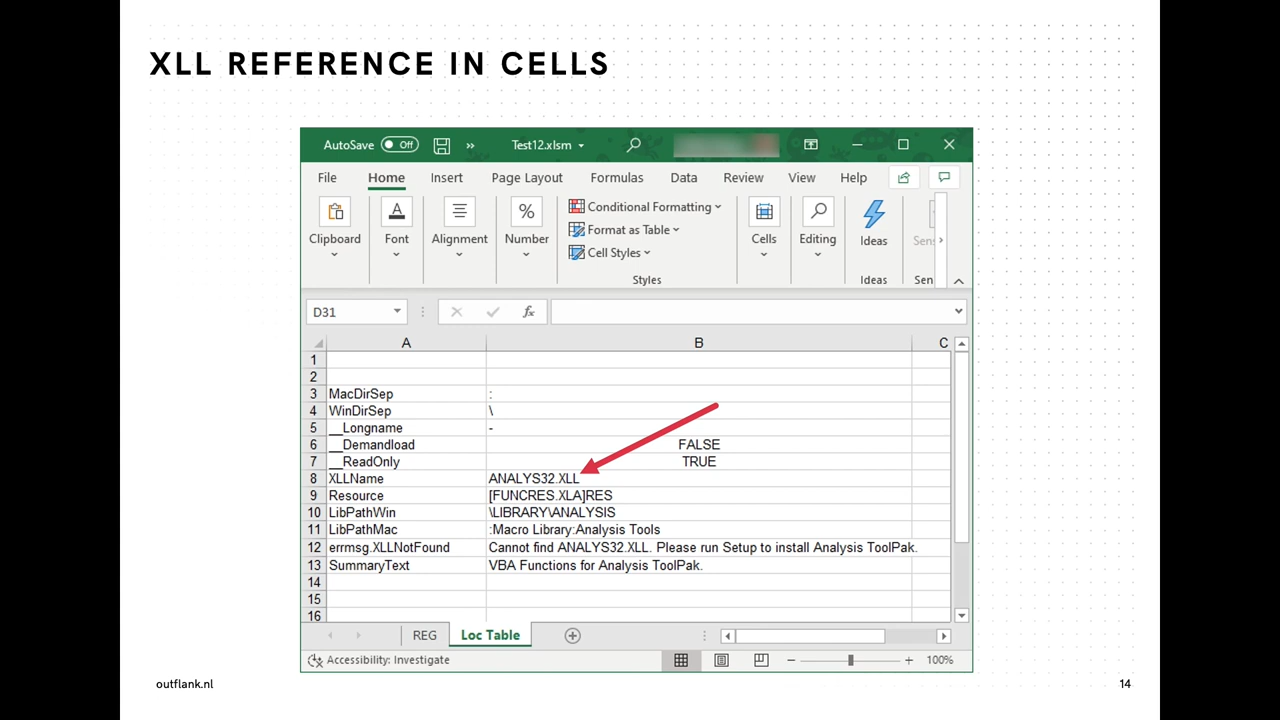 XLL REFERENCE IN CELLS
AutoSave Off Test12.xlsm
File Home Insert Page Layout Formulas Data Review View Help
Clipboard Font Alignment Number Conditional Formatting Format as Table Cell Styles Cells Editing Ideas Sens
%
Styles Ideas Sen
D31 fx
A B C
1
2
3 MacDirSep :
4 WinDirSep \
5 __Longname -
6 __Demandload FALSE
7 __ReadOnly TRUE
8 XLLName ANALYS32.XLL
9 Resource [FUNCRES.XLA]RES
10 LibPathWin \LIBRARY\ANALYSIS
11 LibPathMac :Macro Library:Analysis Tools
12 errmsg.XLLNotFound Cannot find ANALYS32.XLL. Please run Setup to install Analysis ToolPak.
13 SummaryText VBA Functions for Analysis ToolPak.
14
15
16
REG Loc Table
Accessibility: Investigate 100%
outflank.nl 14